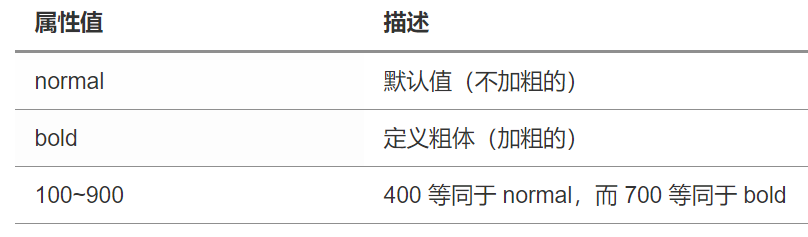 属性值 描述
normal 默认值（不加粗的）
bold 定义粗体（加粗的）
100~900 400 等同于 normal，而 700 等同于 bold